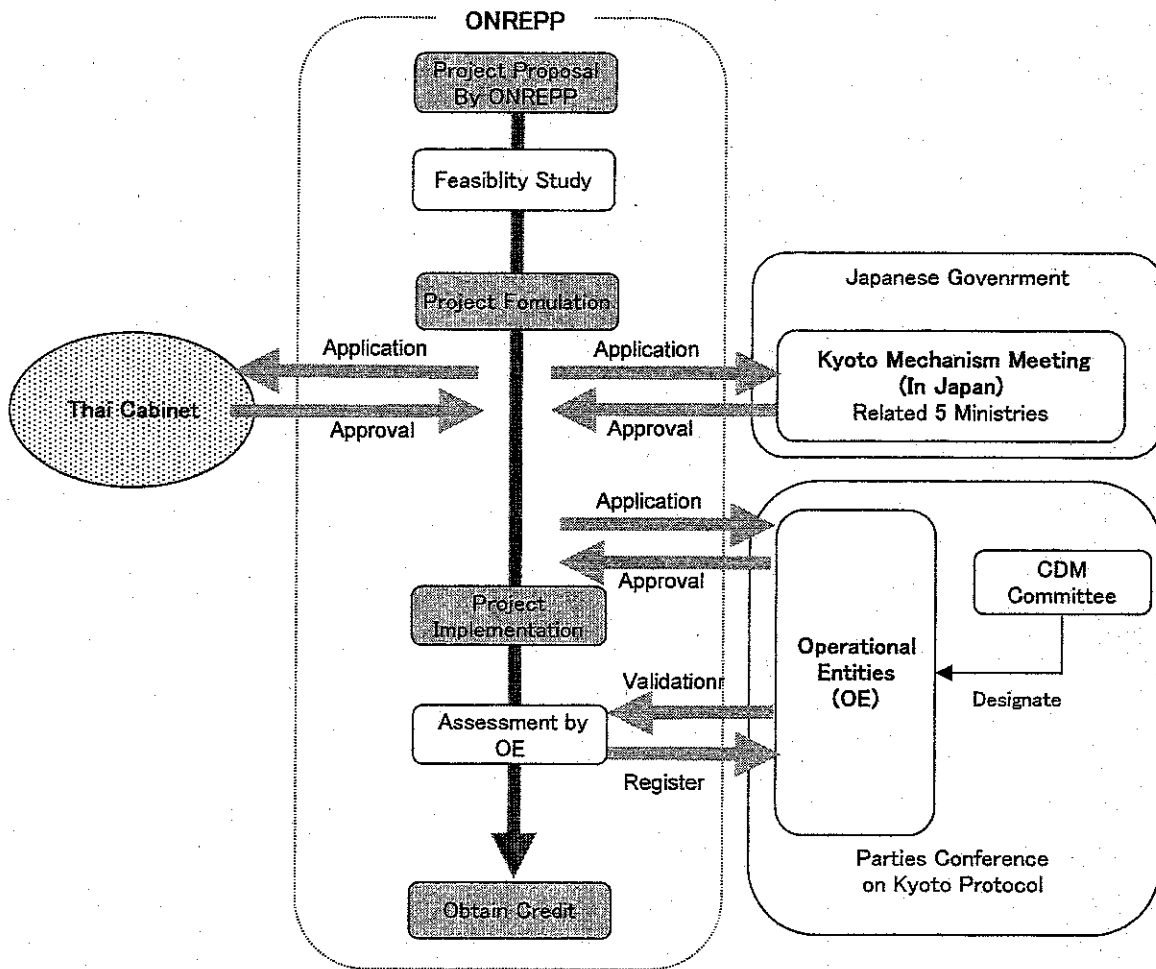 ONREPP
Project Proposal
By ONREPP
Feasiblity Study
Project Fomulation
Japanese Govenrment
Kyoto Mechanism Meeting
(In Japan)
Related 5 Ministries
Application
Application
Thai Cabinet
Approval
Approval
Application
Approval
CDM
Committee
Project
Implementation
Operational
Entities
(OE)
Designate
Validationr
Assessment by
OE
Register
Parties Conference
on Kyoto Protocol
Obtain Credit